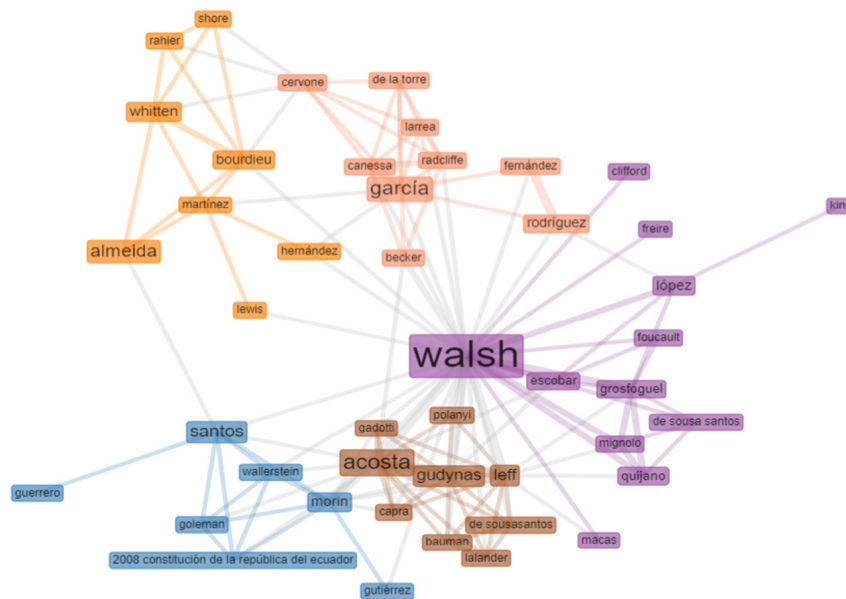 shore
rahier
cervone
de la torre
whitten
larrea
bourdieu
canessa
radcliffe
fernández
clifford
garcía
martínez
kin
rodríguez
freire
almeida
hernández
becker
lópez
lewis
walsh
foucault
escobar
grosfoguel
polanyi
de sousa santos
santos
gadotti
mignolo
acosta
gudynas
leff
quijano
wallerstein
guerrero
morin
capra
goleman
de sousasantos
bauman
macas
lalander
2008 constitución de la república del ecuador
gutiérrez